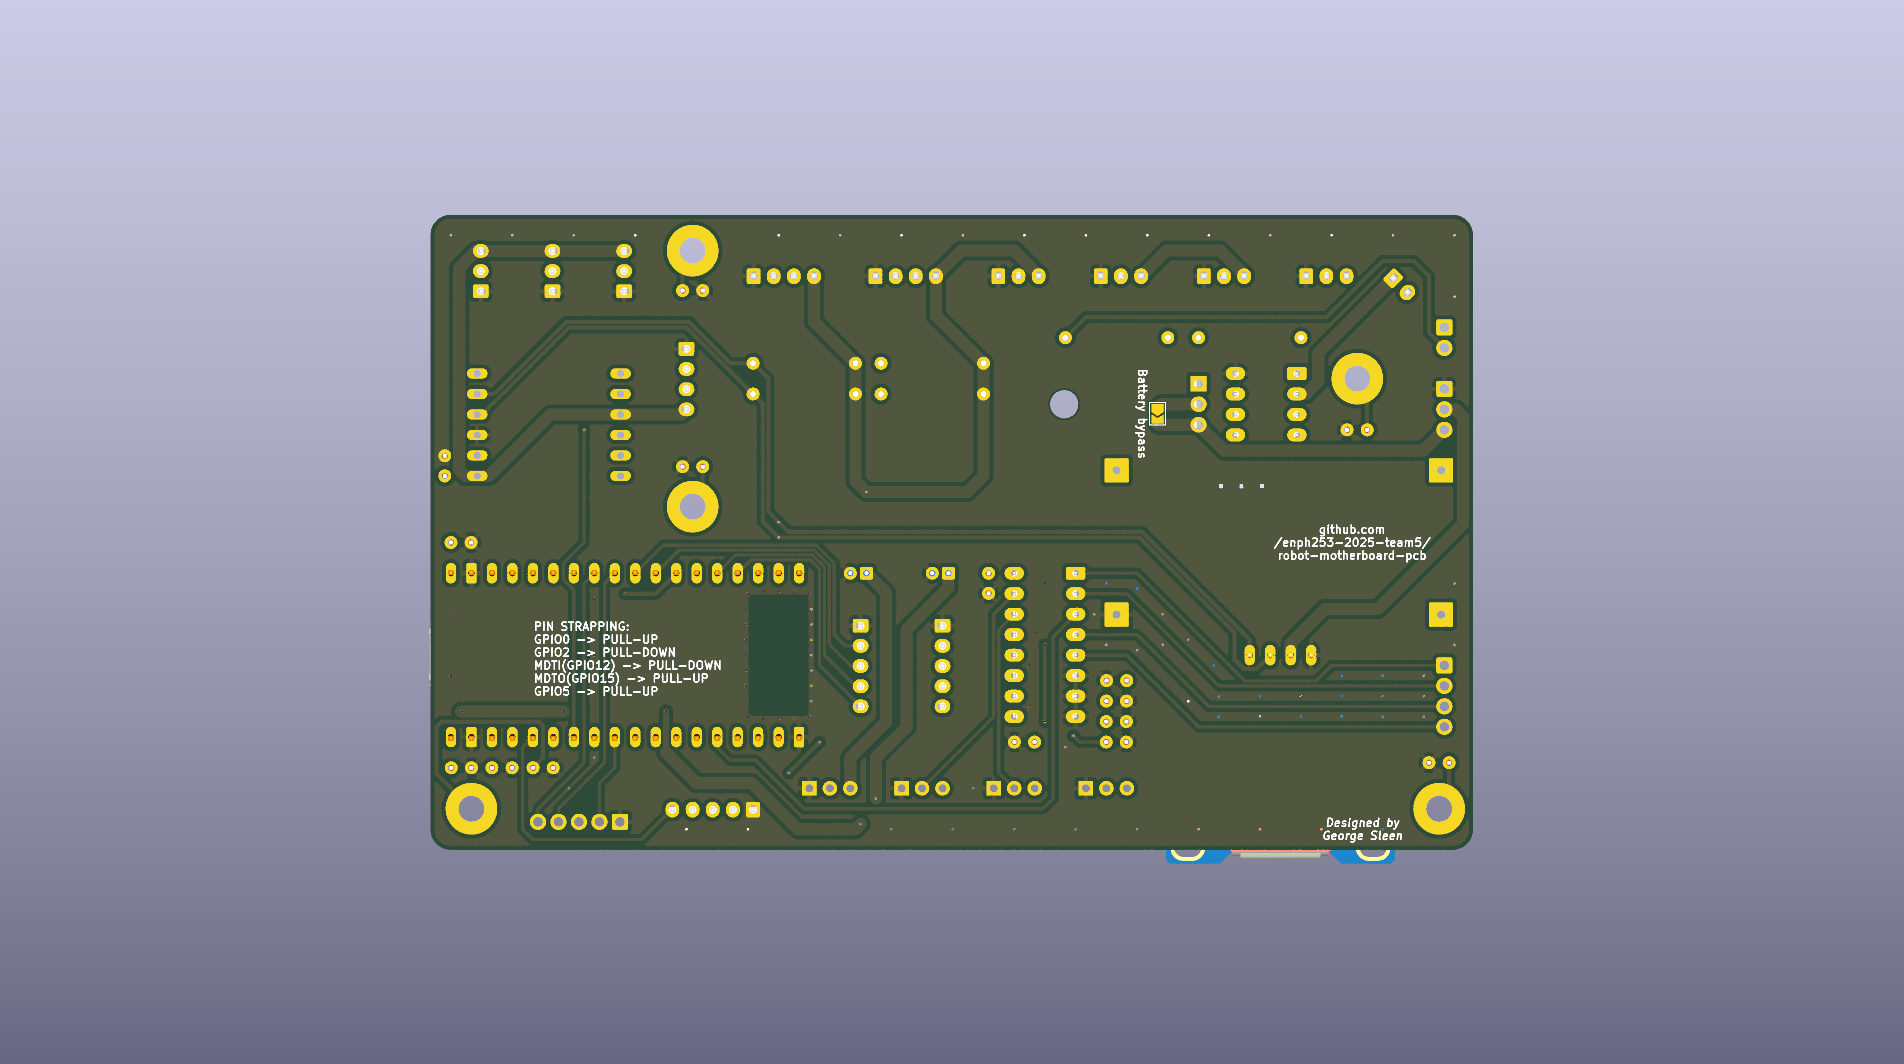 Battery bypass
github.com
/enph253-2025-team5/
robot-motherboard-pcb
PIN STRAPPING:
GPIO0 -> PULL-UP
GPIO2 -> PULL-DOWN
MDTI(GPIO12) -> PULL-DOWN
MDTO(GPIO15) -> PULL-UP
GPIO5 -> PULL-UP
Designed by
George Sleen